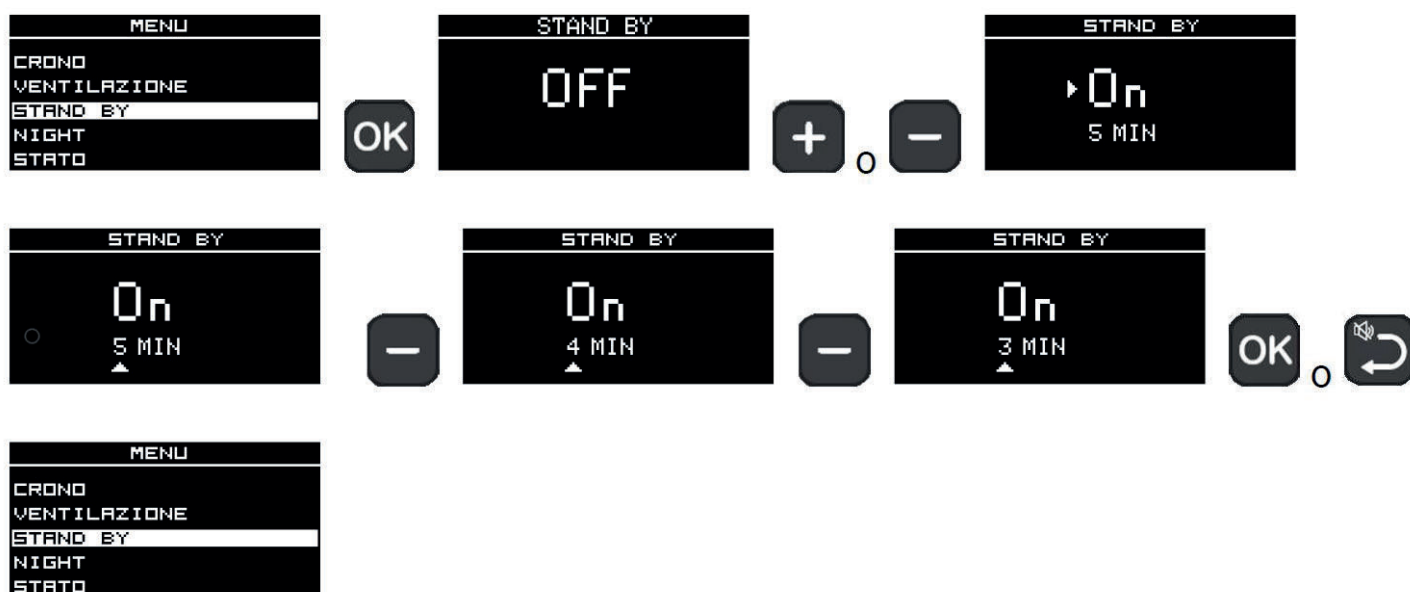 MENU
CRONO
VENTILAZIONE
STAND BY
NIGHT
STATO
OK
STAND BY
OFF
+ o -
STAND BY
On
5 MIN
STAND BY
On
5 MIN
-
STAND BY
On
4 MIN
-
STAND BY
On
3 MIN
OK o
MENU
CRONO
VENTILAZIONE
STAND BY
NIGHT
STATO